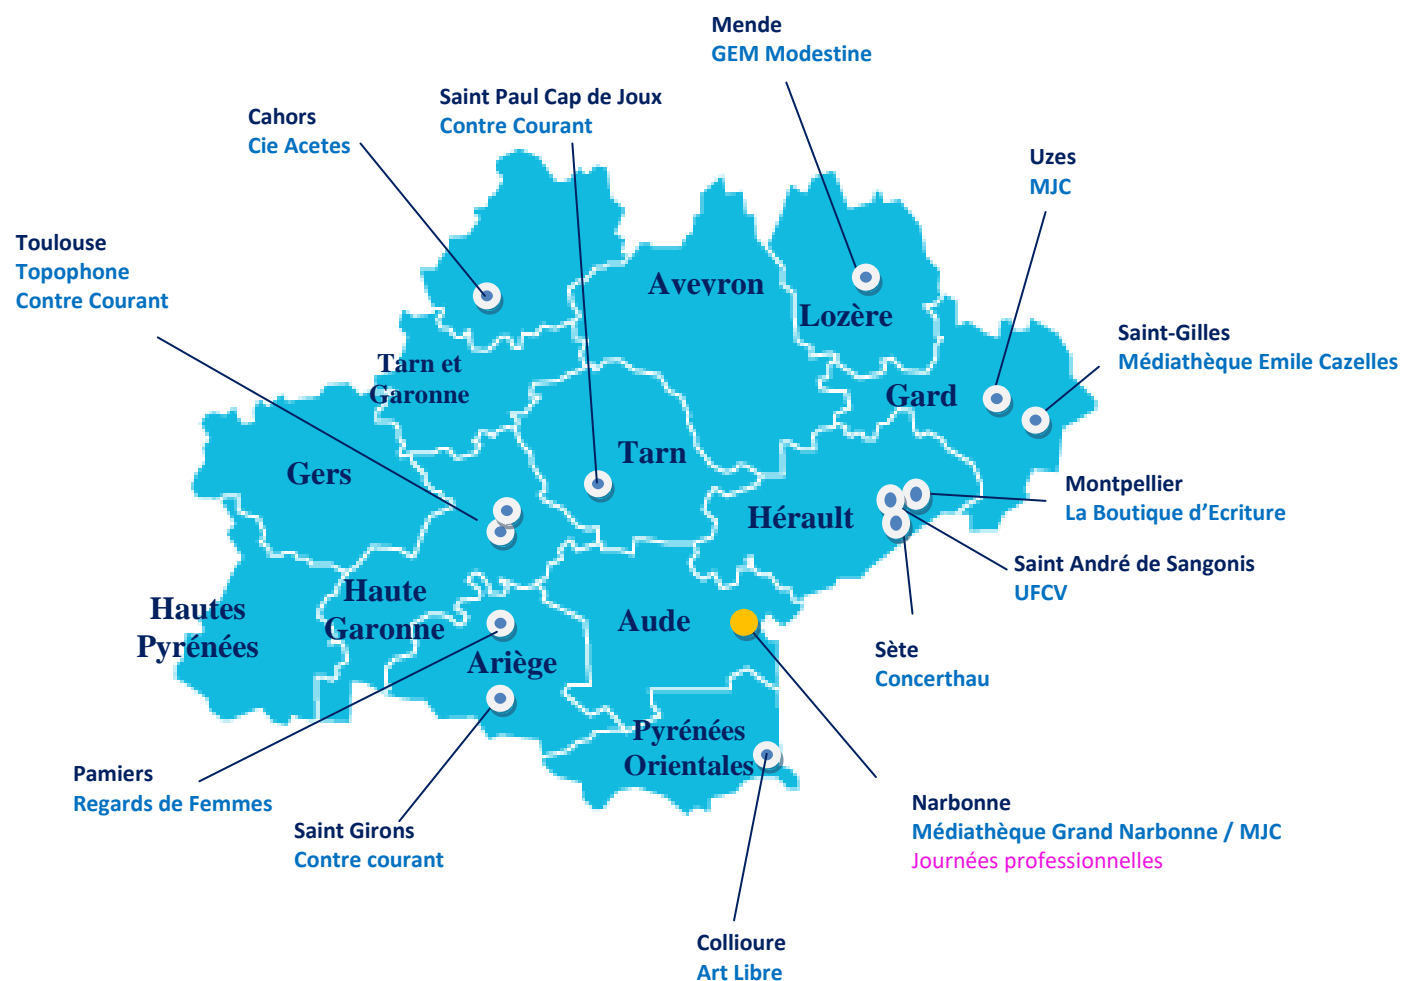 Mende
GEM Modestine
Saint Paul Cap de Joux
Contre Courant
Cahors
Cie Acetes
Uzes
MJC
Toulouse
Topophone
Contre Courant
Saint-Gilles
Médiathèque Emile Cazelles
Aveyron
Lozère
Tarn et
Garonne
Gard
Tarn
Gers
Montpellier
La Boutique d’Ecriture
Hérault
Saint André de Sangonis
UFCV
Haute
Garonne
Hautes
Pyrénées
Aude
Ariège
Sète
Concerthau
Pyrénées
Orientales
Pamiers
Regards de Femmes
Saint Girons
Contre courant
Narbonne
Médiathèque Grand Narbonne / MJC
Journées professionnelles
Collioure
Art Libre